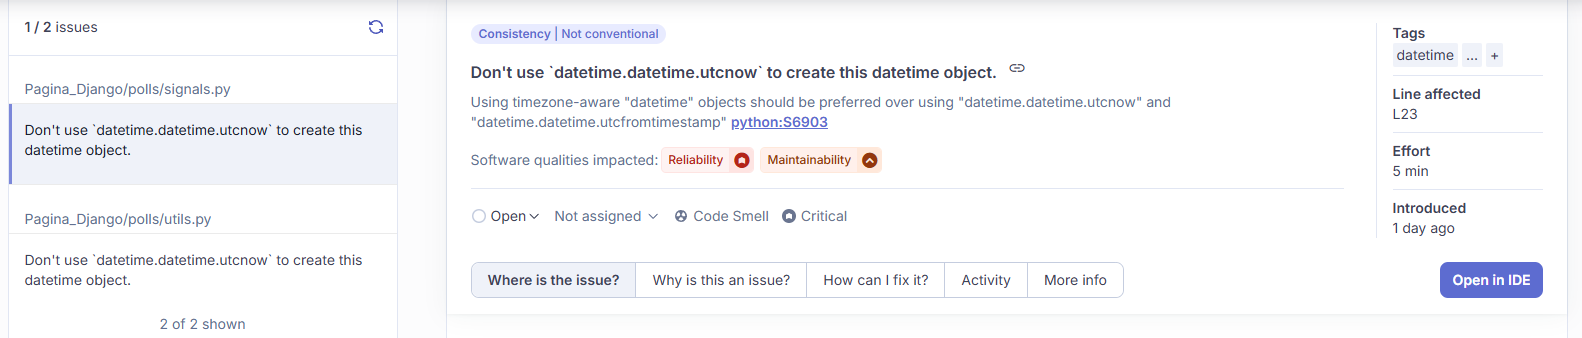 1 / 2 issues
Pagina_Django/polls/signals.py
Don't use `datetime.datetime.utcnow` to create this
datetime object.
Pagina_Django/polls/utils.py
Don't use `datetime.datetime.utcnow` to create this
datetime object.
2 of 2 shown
Consistency | Not conventional
Don't use `datetime.datetime.utcnow` to create this datetime object.
Using timezone-aware "datetime" objects should be preferred over using "datetime.datetime.utcnow" and
"datetime.datetime.utcfromtimestamp" python:S6903
Software qualities impacted: Reliability Maintainability
Open Not assigned Code Smell Critical
Where is the issue? Why is this an issue? How can I fix it? Activity More info
Open in IDE
Tags
datetime ... +
Line affected
L23
Effort
5 min
Introduced
1 day ago